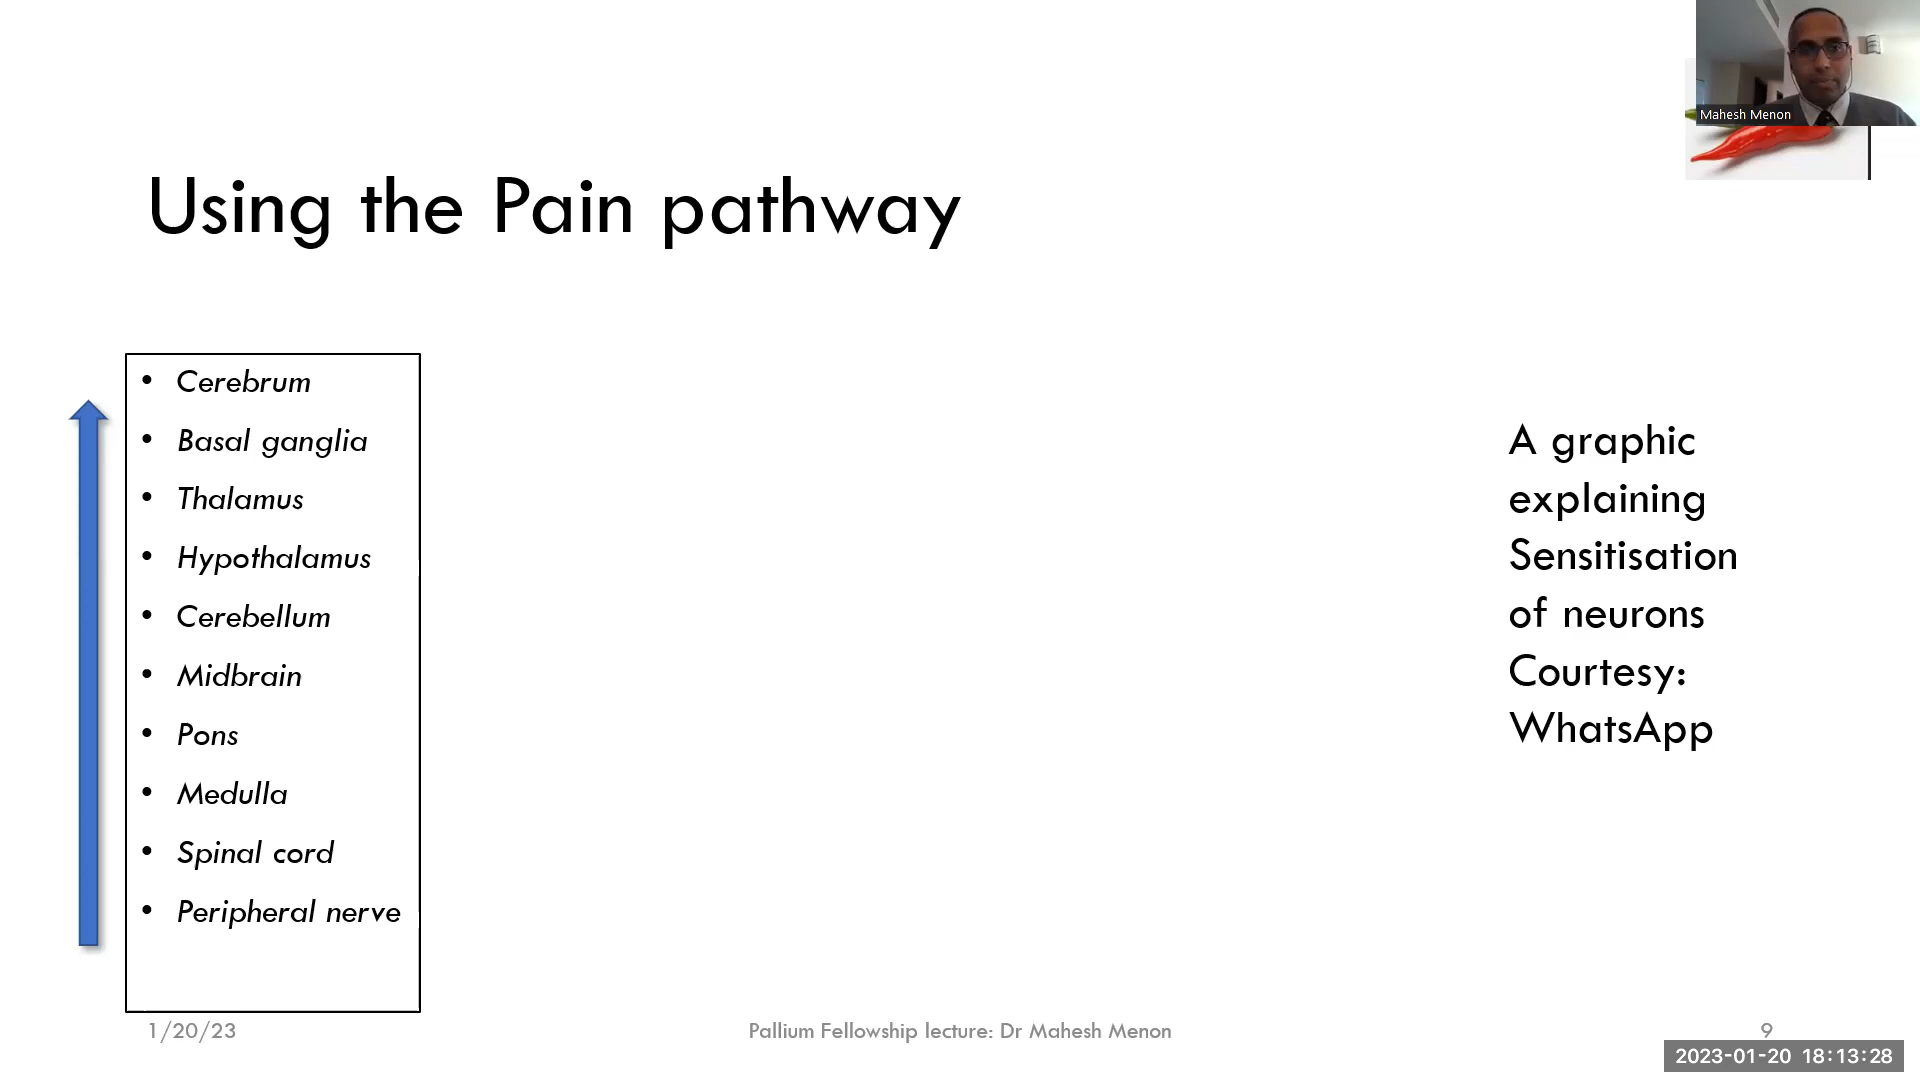 Mahesh Menon
Using the Pain pathway
• Cerebrum
• Basal ganglia
• Thalamus
• Hypothalamus
• Cerebellum
• Midbrain
• Pons
• Medulla
• Spinal cord
• Peripheral nerve
A graphic
explaining
Sensitisation
of neurons
Courtesy:
WhatsApp
1/20/23
Pallium Fellowship lecture: Dr Mahesh Menon
9
2023-01-20 18:13:28